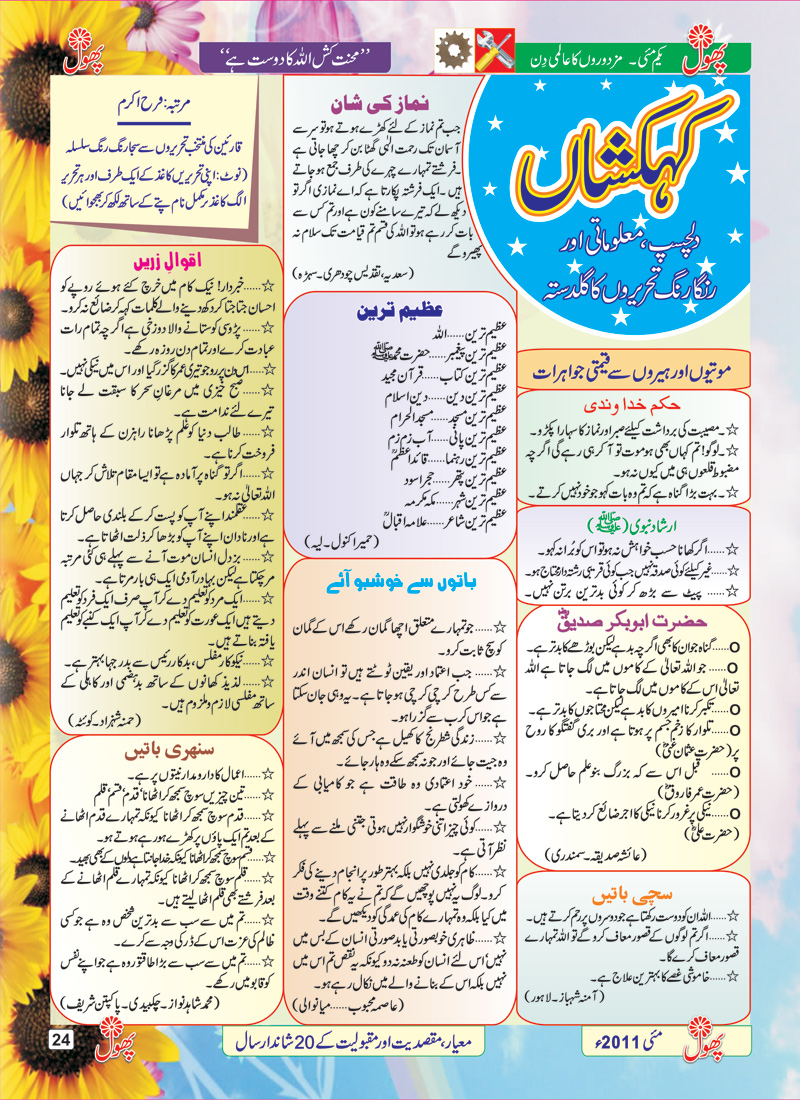 پھول
یکم مئی۔ مزدوروں کا عالمی دن
’’محنت کش اللہ کا دوست ہے‘‘
پھول
کہکشاں
دلچسپ، معلوماتی اور
رنگارنگ تحریروں کا گلدستہ
مرتبہ: فرح اکرم
قارئین کی منتخب تحریروں سے سجا رنگ رنگ سلسلہ
(نوٹ: اپنی تحریریں کاغذ کے ایک طرف اور ہر تحریر
الگ کاغذ پر مکمل نام پتے کے ساتھ لکھ کر بھجوائیں)
موتیوں اور ہیروں سے قیمتی جواہرات
حکم خدا وندی
☆۔ مصیبت کی برداشت کیلئے صبر اور نماز کا سہارا پکڑو۔
☆۔ لوگو! تم کہاں بھی ہو موت تو آ کر ہی رہے گی اگرچہ
مضبوط قلعوں ہی میں کیوں نہ ہو۔
☆۔ بہت بڑا گناہ ہے کہ تم وہ بات کہو جو خود نہیں کرتے۔
ارشاد نبوی (ﷺ)
☆......اگر کھانا حسب خواہش نہ ہو تو اس کو بُرا نہ کہو۔
☆......غیر کیلئے کوئی صدقہ نہیں جب کوئی قریبی رشتہ دار محتاج ہو۔
☆...... پیٹ سے بڑھ کر کوئی بدترین برتن نہیں۔
حضرت ابوبکر صدیقؓ
O......گناہ جوان کا بھی اگرچہ بد ہے لیکن بوڑھے کا بدتر ہے۔
O...... جو اللہ تعالیٰ کے کاموں میں لگ جاتا ہے اللہ
تعالیٰ اس کے کاموں میں لگ جاتا ہے۔
O......تکبر کرنا امیروں کا بد ہے لیکن محتاجوں کا بدتر ہے۔
O......تلوار کا زخم جسم پر ہوتا ہے اور بری گفتگو کا روح
پر (حضرت عثمان غنیؓ)
O...... قبل اس سے کہ بزرگ بنو علم حاصل کرو۔
(حضرت عمر فاروقؓ)
O......نیکی پر غرور کرنا نیکی کا اجر ضائع کر دیتا ہے۔
(حضرت علیؓ)
(عائشہ صدیقہ۔ سمندری)
سچی باتیں
☆......اللہ ان کو دوست رکھتا ہے جو دوسروں پر رحم کرتے ہیں۔
☆......اگر تم لوگوں کے قصور معاف کرو گے تو اللہ تمہارے
قصور معاف کرے گا۔
☆......خاموشی غصے کا بہترین علاج ہے۔
(آمنہ شہباز۔ لاہور)
نماز کی شان
جب تم نماز کے لئے کھڑے ہوتے ہو تو سر سے
آسمان تک رحمت الٰہی گھٹا بن کر چھا جاتی ہے
۔ فرشتے تمہارے چہرے کی طرف جمع ہو جاتے
ہیں۔ ایک فرشتہ پکارتا ہے کہ اے نمازی اگر تو
دیکھ لے کہ تیرے سامنے کون ہے اور تم کس سے
بات کر رہے ہو تو اللہ کی قسم تم قیامت تک سلام نہ
پھیرو گے
(سعدیہ، تقدیس چودھری۔ سہڑہ)
عظیم ترین
عظیم ترین......اللہ
عظیم ترین پیغمبر......حضرت محمدﷺ
عظیم ترین کتاب......قرآن مجید
عظیم ترین دین......دین اسلام
عظیم ترین مسجد......مسجد الحرام
عظیم ترین پانی......آب زم زم
عظیم ترین رہنما......قائداعظمؒ
عظیم ترین پتھر......حجر اسود
عظیم ترین شہر......مکہ مکرمہ
عظیم ترین شاعر......علامہ اقبالؒ
(حمیرا کنول۔ لیہ)
باتوں سے خوشبو آئے
☆......جو تمہارے متعلق اچھا گمان رکھے اس کے گمان
کو سچ ثابت کرو۔
☆......جب اعتماد اور یقین ٹوٹتے ہیں تو انسان اندر
سے کس طرح کرچی کرچی ہو جاتا ہے۔ یہ وہی جان سکتا
ہے جو اس کرب سے گزرا ہو۔
☆......زندگی شطرنج کا کھیل ہے جس کی سمجھ میں آئے
وہ جیت جائے اور جو نہ سمجھ سکے وہ ہار جائے۔
☆...... خود اعتمادی وہ طاقت ہے جو کامیابی کے
دروازے کھولتی ہے۔
☆......کوئی چیز اتنی خوشگوار نہیں ہوتی جتنی ملنے سے پہلے
نظر آتی ہے۔
☆......کام کو جلدی نہیں بلکہ بہتر طور پر انجام دینے کی فکر
کرو۔ لوگ یہ نہیں پوچھیں گے کہ تم نے یہ کام کتنے وقت
میں کیا بلکہ وہ تمہارے کام کی عمدگی کو دیکھیں گے۔
☆......ظاہری خوبصورتی یا بدصورتی انسان کے بس میں
نہیں اس لئے انسان کو طعنہ نہ دو کیونکہ یہ نقص تم اس میں
نہیں بلکہ اس کے بنانے والے میں نکال رہے ہو۔
(عاصمہ محبوب......میانوالی)
اقوال زریں
☆......خبردار! نیک کام میں خرچ کئے ہوئے روپے کو
احسان جتا جتا کر دکھ دینے والے کلمات کہہ کر ضائع نہ کرو۔
☆......پڑوسی کو ستانے والا دوزخی ہے اگرچہ تمام رات
عبادت کرے اور تمام دن روزہ رکھے۔
☆......اس دن پر رو جو تیری عمر کا گزر گیا اور اس میں نیکی نہیں۔
☆......صبح خیزی میں مرغان سحر کا سبقت لے جانا
تیرے لئے ندامت ہے۔
☆......طالب دنیا کو علم پڑھانا راہزن کے ہاتھ تلوار
فروخت کرنا ہے۔
☆......اگر تو گناہ پر آمادہ ہے تو ایسا مقام تلاش کر جہاں
اللہ تعالیٰ نہ ہو۔
☆......عقلمند اپنے آپ کو پست کر کے بلندی حاصل کرتا
ہے اور نادان اپنے آپ کو بڑھا کر ذلت اٹھاتا ہے۔
☆......بزدل انسان موت آنے سے پہلے ہی کئی مرتبہ
مر چکتا ہے لیکن بہادر آدمی ایک ہی بار مرتا ہے۔
☆......ایک مرد کو تعلیم دے کر آپ صرف ایک فرد کو تعلیم
دیتے ہیں ایک عورت کو تعلیم دے کر آپ ایک کنبے کو تعلیم
یافتہ بناتے ہیں۔
☆......نیکوکار مفلس، بدکار رئیس سے بدرجہا بہتر ہے۔
☆......لذیذ کھانوں کے ساتھ بدہضمی اور کاہلی کے
ساتھ مفلسی لازم و ملزوم ہیں۔
(حمنہ شہزاد۔ کوئٹہ)
سنہری باتیں
☆......اعمال کا دارومدار نیتوں پر ہے۔
☆......تین چیزیں سوچ سمجھ کر اٹھانا ’قدم‘ قسم‘ قلم
☆......قدم سوچ سمجھ کر اٹھانا کیونکہ تمہارے قدم اٹھانے
کے بعد تم ایک پاؤں پر کھڑے ہو رہے ہوتے ہو۔
☆......قسم سوچ سمجھ کر اٹھانا کیونکہ خدا جانتا ہے دلوں کے بھی بھید۔
☆......قلم سوچ سمجھ کر اٹھانا کیونکہ تمہارے قلم اٹھانے کے
بعد فرشتے بھی قلم اٹھا لیتے ہیں۔
☆......تم میں سے سب سے بدترین شخص وہ ہے جو کسی
ظالم کی عزت اس کے ڈر کی وجہ سے کرے۔
☆......تم میں سے سب سے بڑا طاقتور وہ ہے جو اپنے نفس
کو قابو میں رکھے۔
(محمد شاہد نواز۔ چکبیدی۔ پاکپتن شریف)
پھول
مئی 2011ء
معیار، مقصدیت اور مقبولیت کے 20 شاندار سال
پھول
24